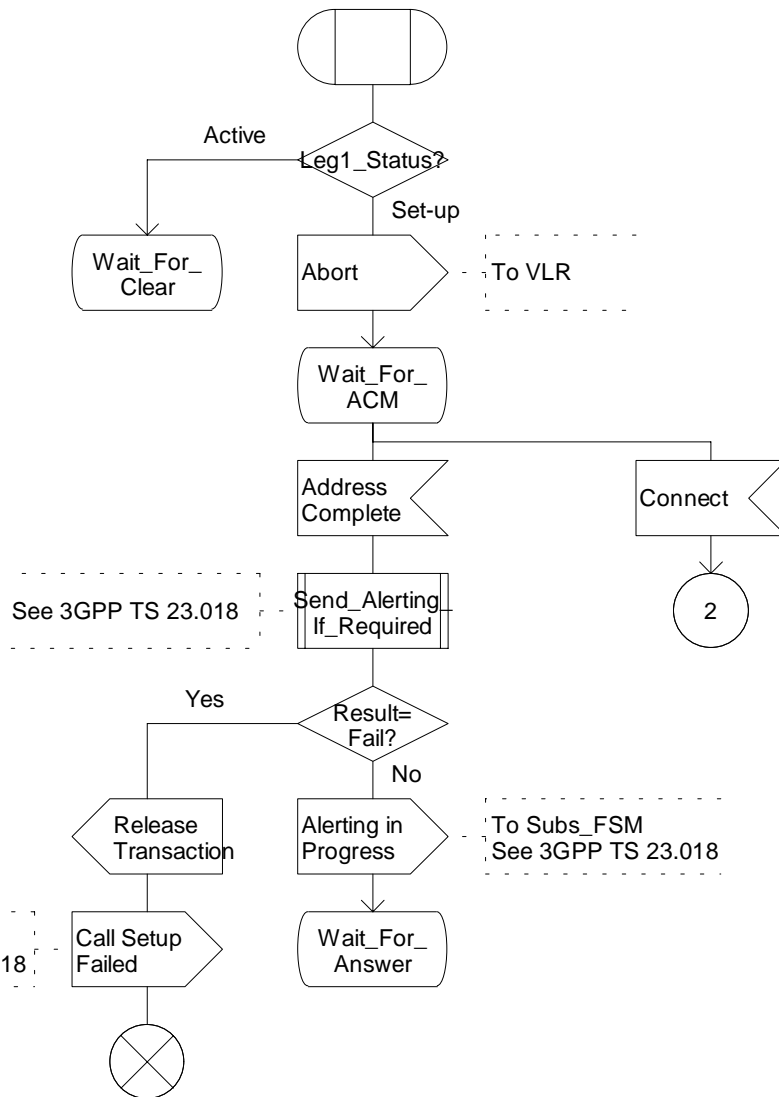 Active
Leg1_Status?
Set-up
Wait_For_
Clear
Abort
To VLR
Wait_For_
ACM
Address
Complete
Connect
See 3GPP TS 23.018
Send_Alerting_
If_Required
2
Yes
Result=
Fail?
No
Release
Transaction
Alerting in
Progress
To Subs_FSM
See 3GPP TS 23.018
18
Call Setup
Failed
Wait_For_
Answer